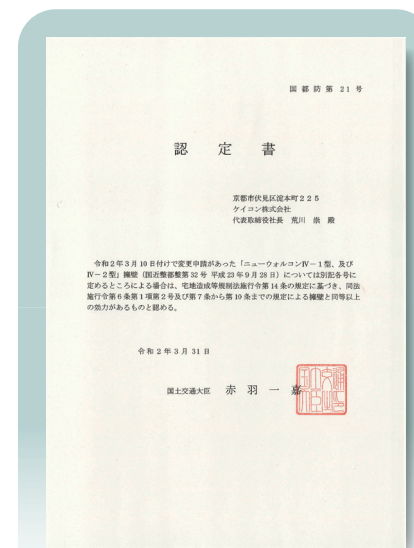 国都防第21号
認定書
京都市伏見区淀本町225
ケイコン株式会社
代表取締役社長 荒川 崇 殿
令和2年3月10日付けで変更申請があった「ニューウォルコンⅣ－1型、及び
Ⅳ－2型」擁壁（国近整都整第32号 平成23年9月28日）については別記各号に
定めるところによる場合は、宅地造成等規制法施行令第14条の規定に基づき、同法
施行令第6条第1項第2号及び第7条から第10条までの規定による擁壁と同等以上
の効力があるものと認める。
令和2年3月31日
国土交通大臣 赤羽一嘉